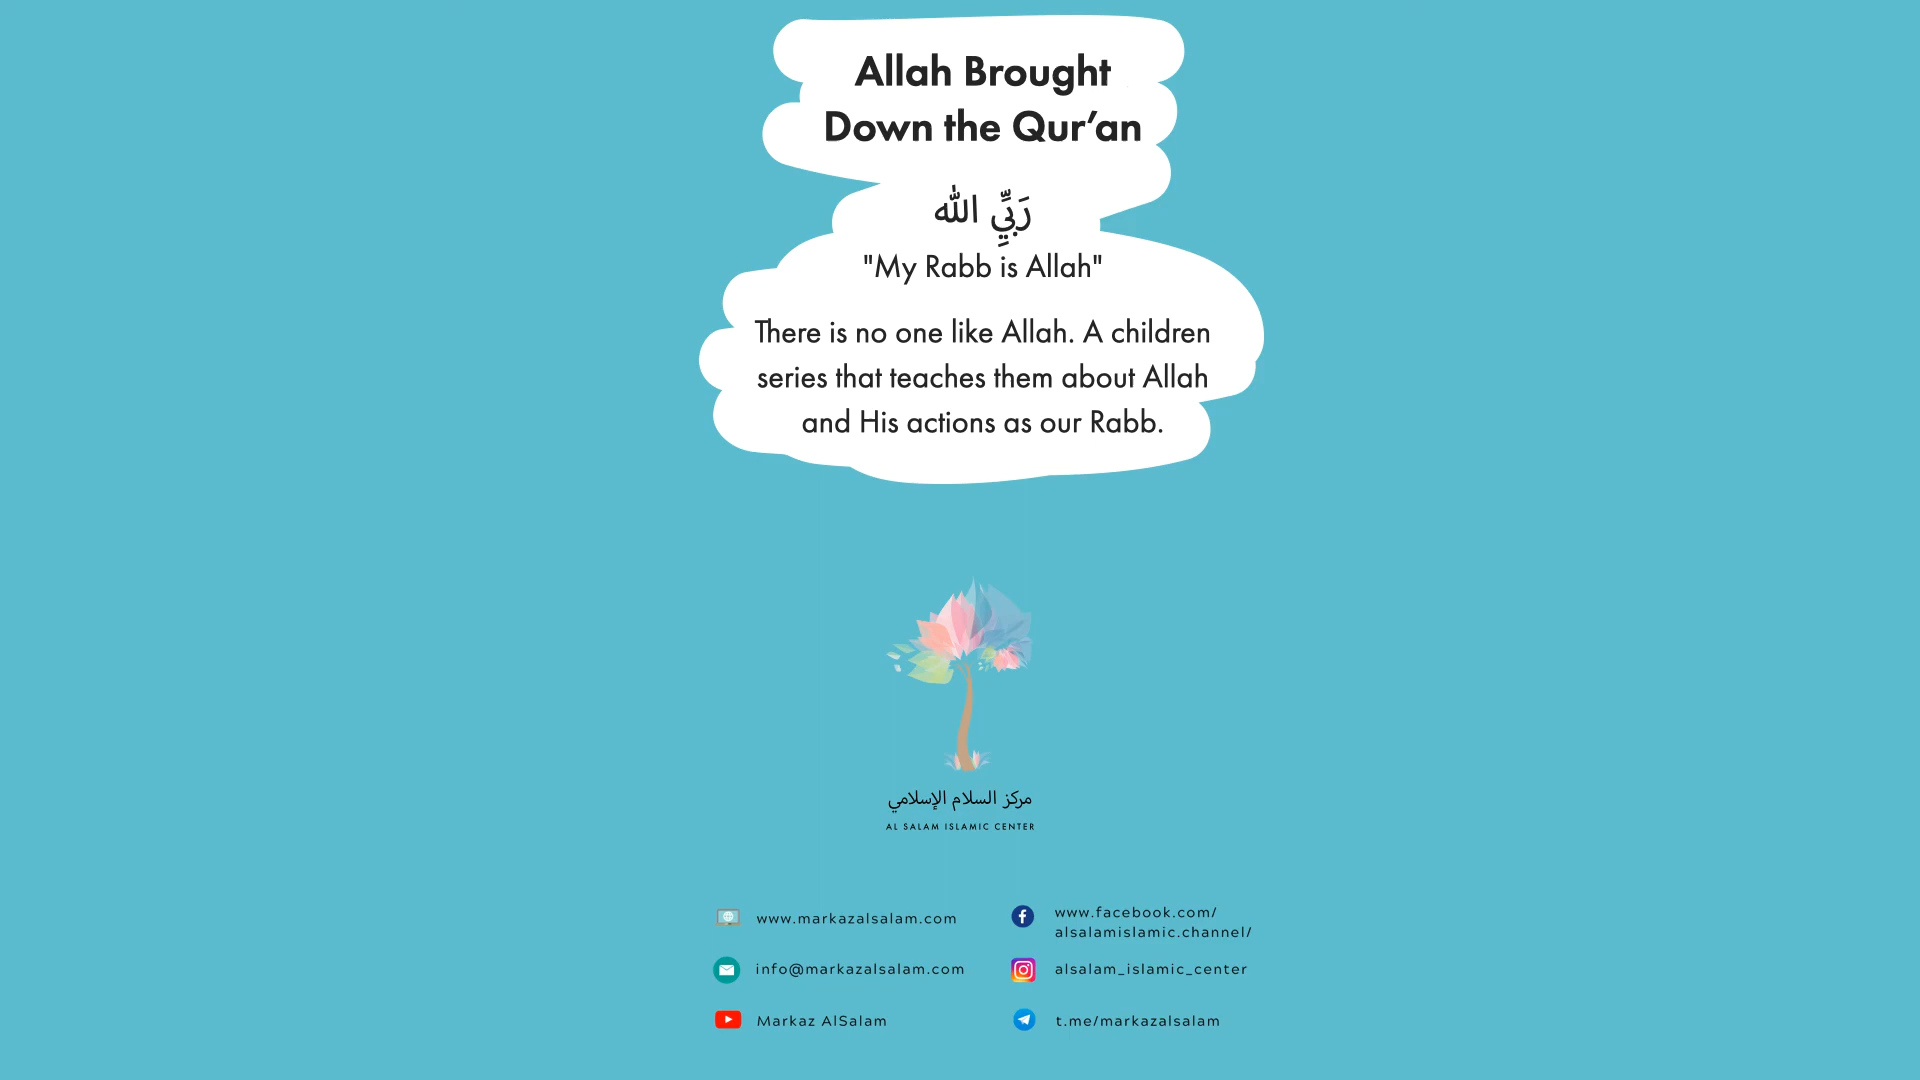 Allah Brought
Down the Qur’an
رَبِّيِ الله
"My Rabb is Allah"
There is no one like Allah. A children
series that teaches them about Allah
and His actions as our Rabb.
مركز السلام الإسلامي
AL SALAM ISLAMIC CENTER
www.markazalsalam.com
info@markazalsalam.com
Markaz AlSalam
www.facebook.com/
alsalamislamic.channel/
alsalam_islamic_center
t.me/markazalsalam